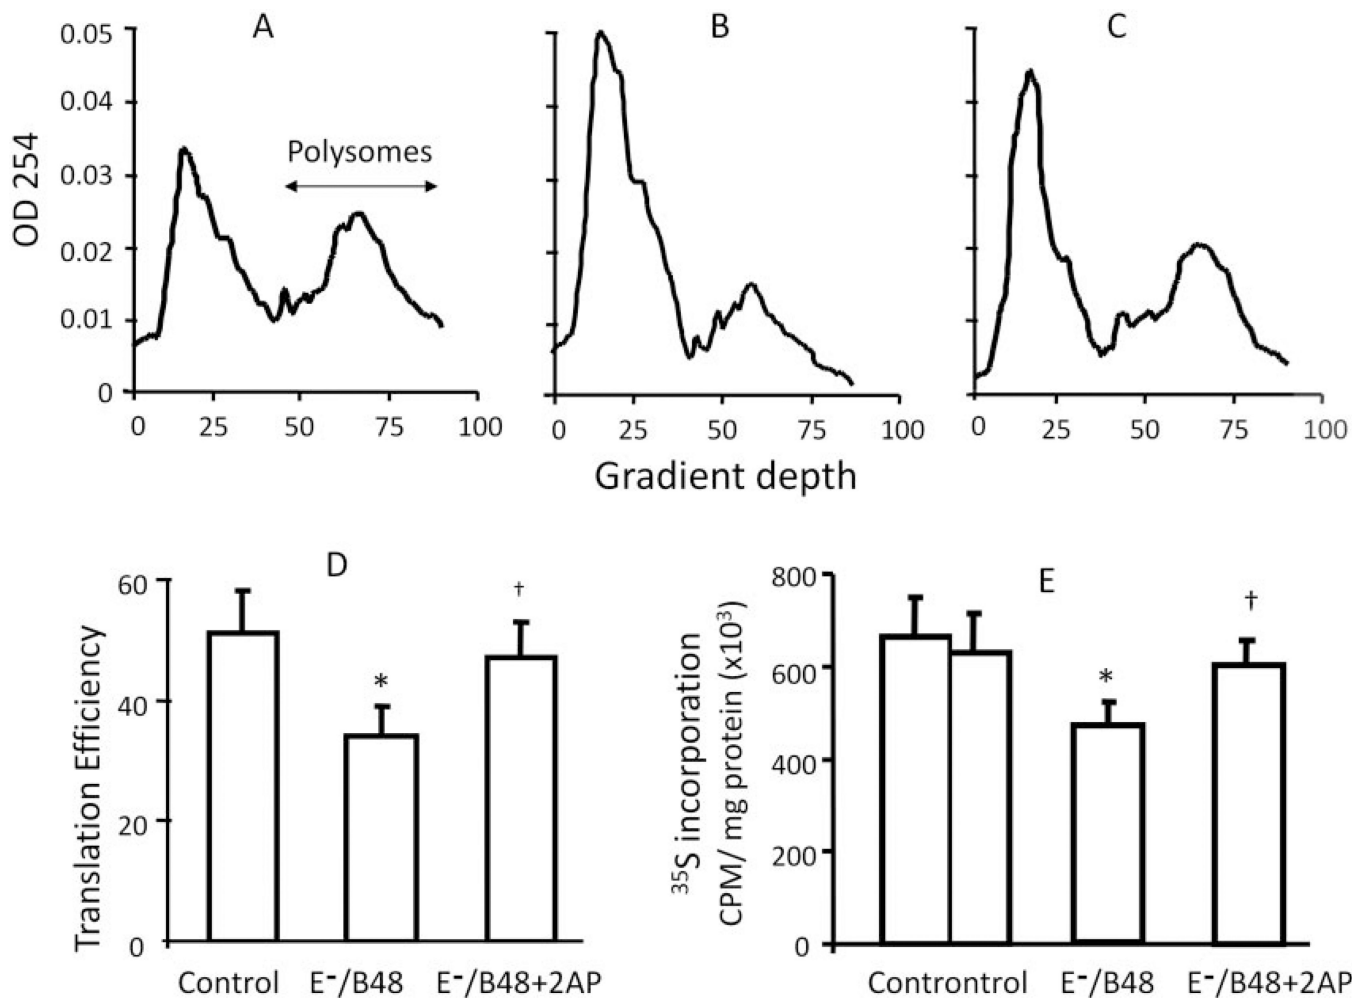 A
B
C
OD 254
0.05
0.04
0.03
0.02
0.01
0
Polysomes
0 25 50 75 100
0 25 50 75 100
0 25 50 75 100
Gradient depth
D
Translation Efficiency
60
40
20
0
*
†
Control E-/B48 E-/B48+2AP
E
35S incorporation
CPM/ mg protein (x10³)
800
600
400
200
0
*
†
Controntrol E-/B48 E-/B48+2AP